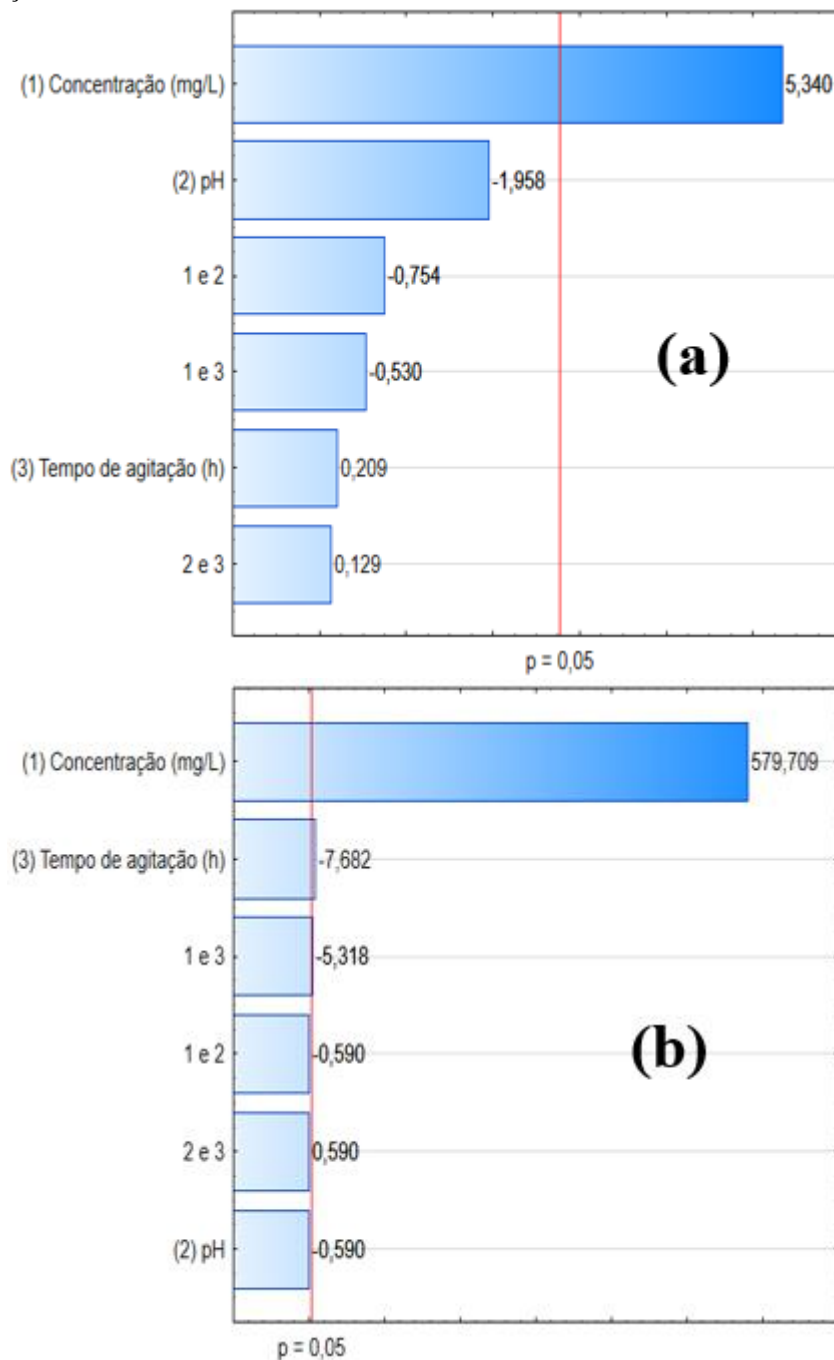 (1) Concentração (mg/L)
5,340
(2) pH
-1,958
1 e 2
-0,754
1 e 3
-0,530
(a)
(3) Tempo de agitação (h)
0,209
2 e 3
0,129
p = 0,05
(1) Concentração (mg/L)
579,709
(3) Tempo de agitação (h)
-7,682
1 e 3
-5,318
1 e 2
-0,590
(b)
2 e 3
0,590
(2) pH
-0,590
p = 0,05